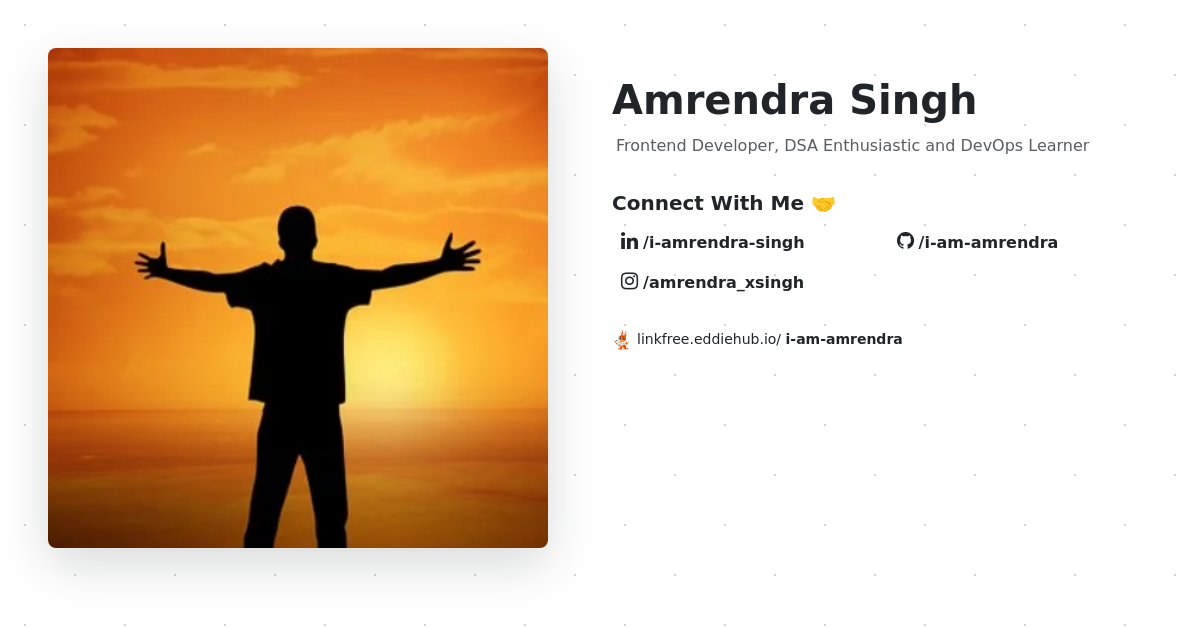 Amrendra Singh
Frontend Developer, DSA Enthusiastic and DevOps Learner
Connect With Me 🤝
/i-amrendra-singh
/i-am-amrendra
/amrendra_xsingh
linkfree.eddiehub.io/ i-am-amrendra